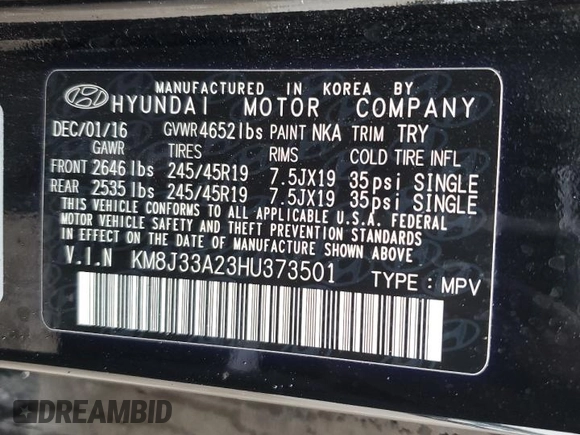 MANUFACTURED IN KOREA BY
HYUNDAI MOTOR COMPANY
DEC/01/16 GVWR 4652 lbs PAINT NKA TRIM TRY
GAWR TIRES RIMS COLD TIRE INFL
FRONT 2646 lbs 245/45R19 7.5JX19 35psi SINGLE
REAR 2535 lbs 245/45R19 7.5JX19 35psi SINGLE
THIS VEHICLE CONFORMS TO ALL APPLICABLE U.S.A. FEDERAL
MOTOR VEHICLE SAFETY AND THEFT PREVENTION STANDARDS
IN EFFECT ON THE DATE OF MANUFACTURE SHOWN ABOVE
V.I.N KM8J33A23HU373501 TYPE : MPV
DREAMBID